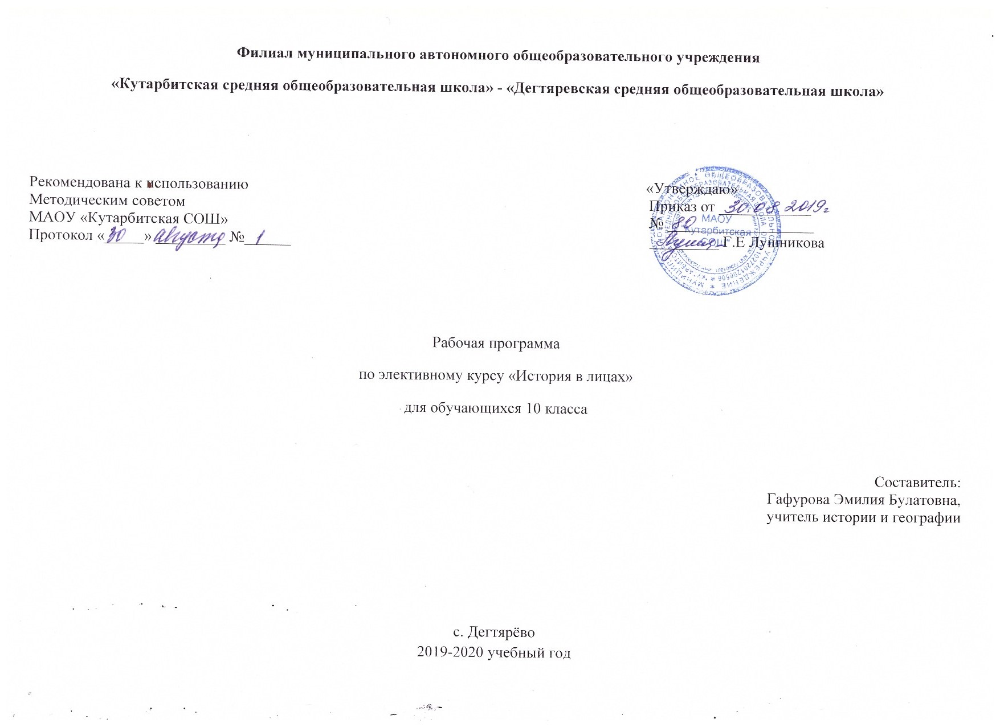 Филиал муниципального автономного общеобразовательного учреждения
«Кутарбитская средняя общеобразовательная школа» - «Дегтяревская средняя общеобразовательная школа»
Рекомендована к использованию
Методическим советом
МАОУ «Кутарбитская СОШ»
Протокол «30» августа № 1
«Утверждаю»
Приказ от 30.08.2019г
№ 80
Г.Е Лушникова
МАОУ
"Кутарбитская
СОШ"
Рабочая программа
по элективному курсу «История в лицах»
для обучающихся 10 класса
Составитель:
Гафурова Эмилия Булатовна,
учитель истории и географии
с. Дегтярёво
2019-2020 учебный год